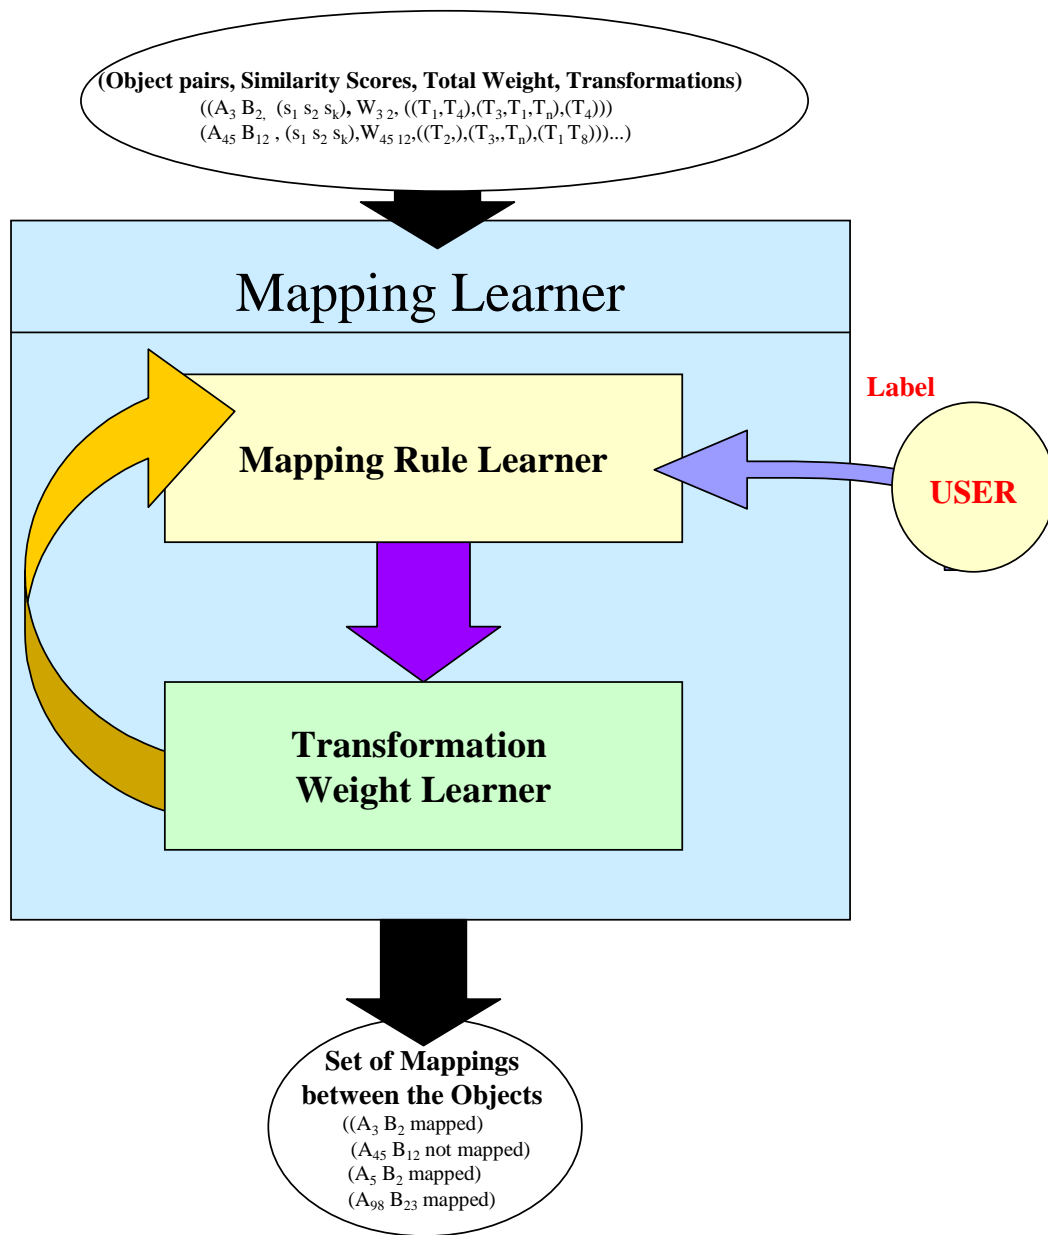 (Object pairs, Similarity Scores, Total Weight, Transformations)
((A₃ B₂, (s₁ s₂ sₖ), W₃ ₂, ((T₁,T₄),(T₃,T₁,Tₙ),(T₄)))
(A₄₅ B₁₂ , (s₁ s₂ sₖ),W₄₅ ₁₂,((T₂,),(T₃,,Tₙ),(T₁ T₈)))...)
Mapping Learner
Label
Mapping Rule Learner
USER
Transformation
Weight Learner
Set of Mappings
between the Objects
((A₃ B₂ mapped)
(A₄₅ B₁₂ not mapped)
(A₅ B₂ mapped)
(A₉₈ B₂₃ mapped)